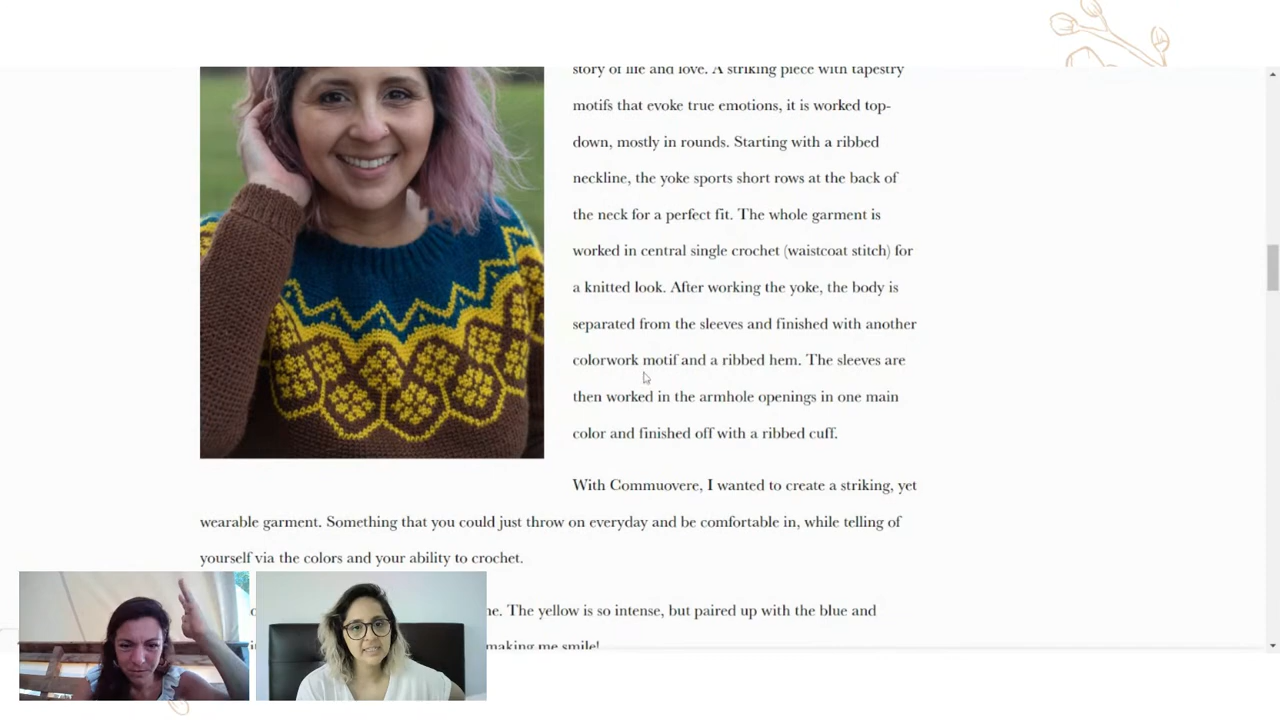 story of life and love. A striking piece with tapestry
motifs that evoke true emotions, it is worked top-
down, mostly in rounds. Starting with a ribbed
neckline, the yoke sports short rows at the back of
the neck for a perfect fit. The whole garment is
worked in central single crochet (waistcoat stitch) for
a knitted look. After working the yoke, the body is
separated from the sleeves and finished with another
colorwork motif and a ribbed hem. The sleeves are
then worked in the armhole openings in one main
color and finished off with a ribbed cuff.
With Commuovere, I wanted to create a striking, yet
wearable garment. Something that you could just throw on everyday and be comfortable in, while telling of
yourself via the colors and your ability to crochet.
The yellow is so intense, but paired up with the blue and
making me smile!